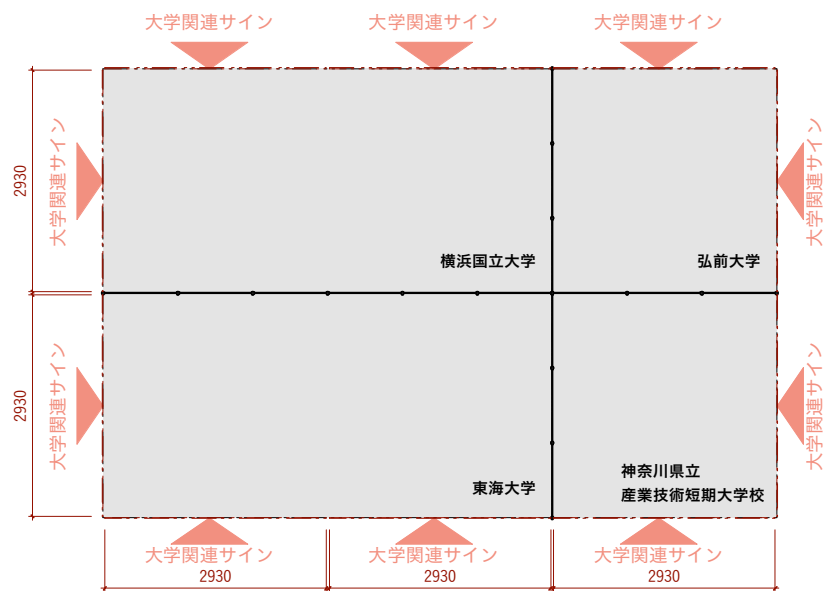 大学関連サイン 大学関連サイン 大学関連サイン
2930
大学関連サイン
大学関連サイン
横浜国立大学
弘前大学
2930
大学関連サイン
大学関連サイン
東海大学
神奈川県立
産業技術短期大学校
大学関連サイン 大学関連サイン 大学関連サイン
2930 2930 2930